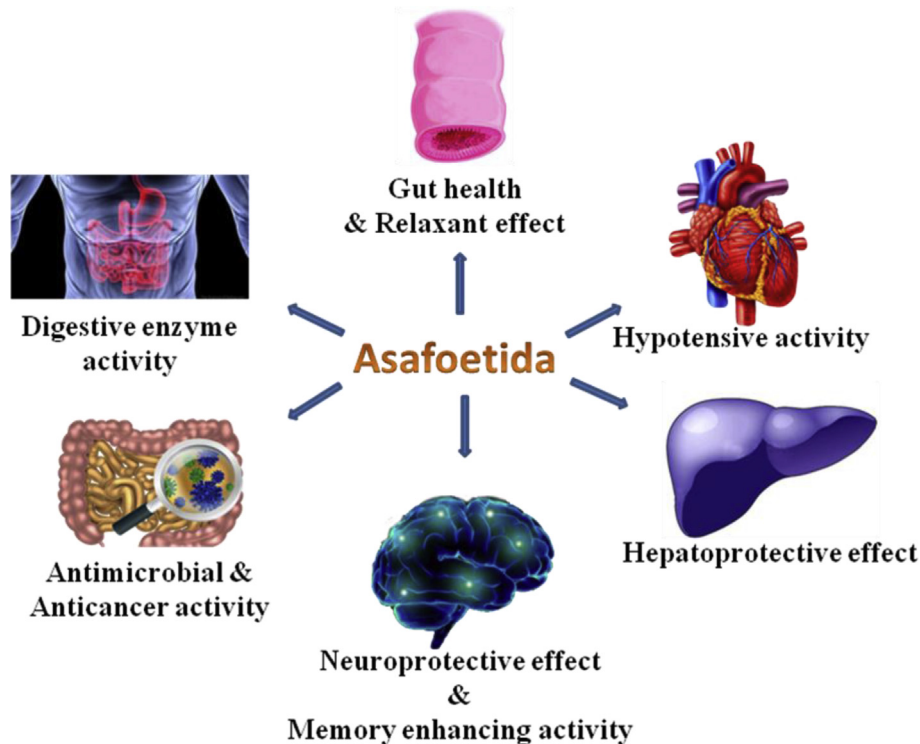 Gut health
& Relaxant effect
Digestive enzyme
activity
Hypotensive activity
Asafoetida
Antimicrobial &
Anticancer activity
Hepatoprotective effect
Neuroprotective effect
&
Memory enhancing activity